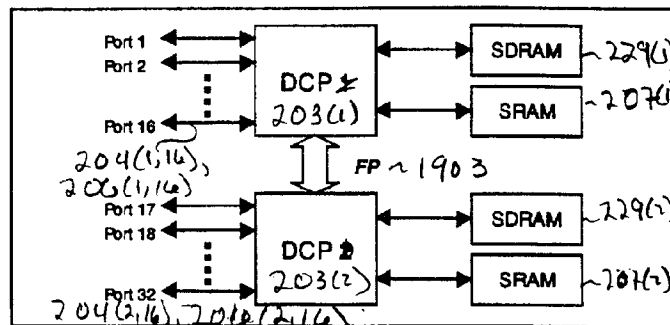 Port 1
Port 2
Port 16
DCP
203(1)
SDRAM
~229(1)
SRAM
~207(1)
204(1,16),
206(1,16)
FP ~1903
Port 17
Port 18
Port 32
DCP
203(2)
SDRAM
~229(2)
SRAM
~207(2)
204(2,16), 206(2,16)